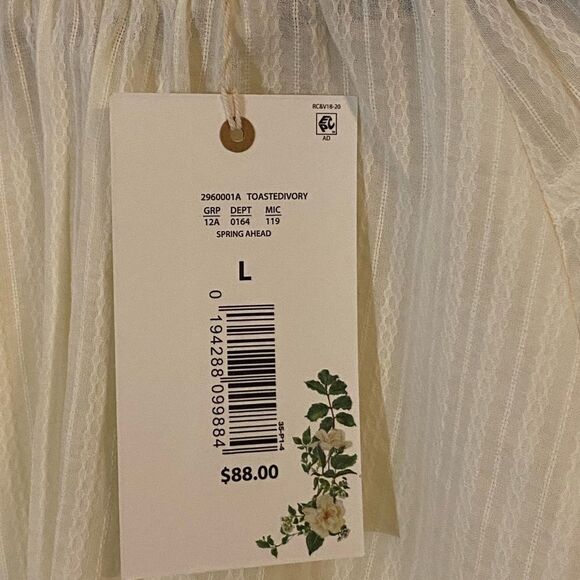 RC&V18-20
AD
2960001A TOASTEDIVORY
GRP DEPT MIC
12A 0164 119
SPRING AHEAD
L
0 194288 099884
35-P1-4
$88.00